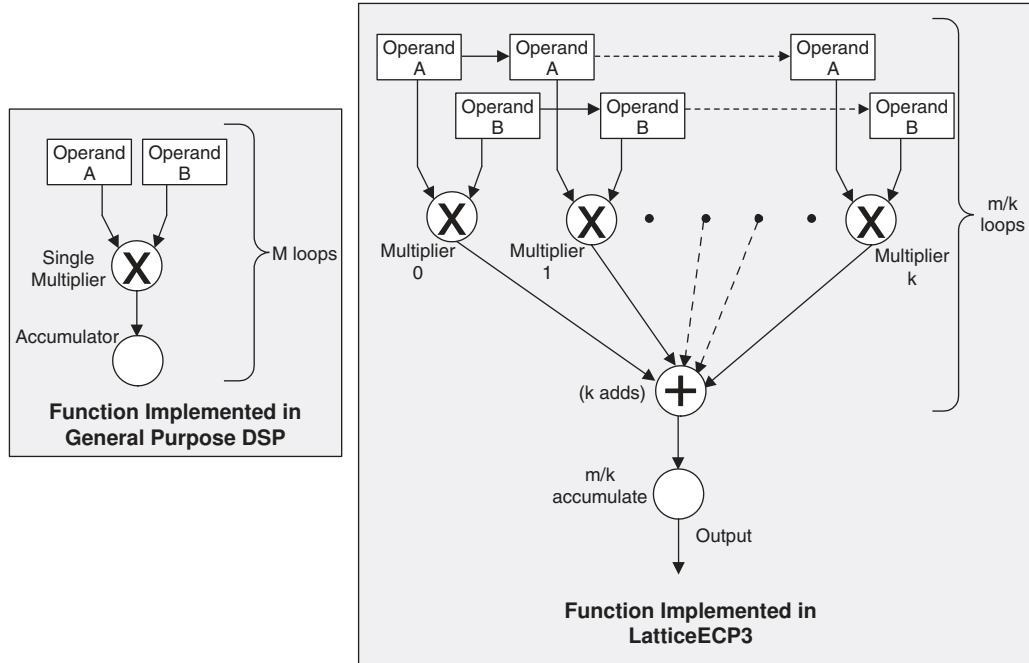 Operand
A
Operand
B
Single
Multiplier
X
Accumulator
M loops
Function Implemented in
General Purpose DSP
Operand
A
Operand
A
Operand
A
Operand
B
Operand
B
Operand
B
X
X
X
Multiplier
0
Multiplier
1
Multiplier
k
m/k
loops
(k adds)
+
m/k
accumulate
Output
Function Implemented in
LatticeECP3